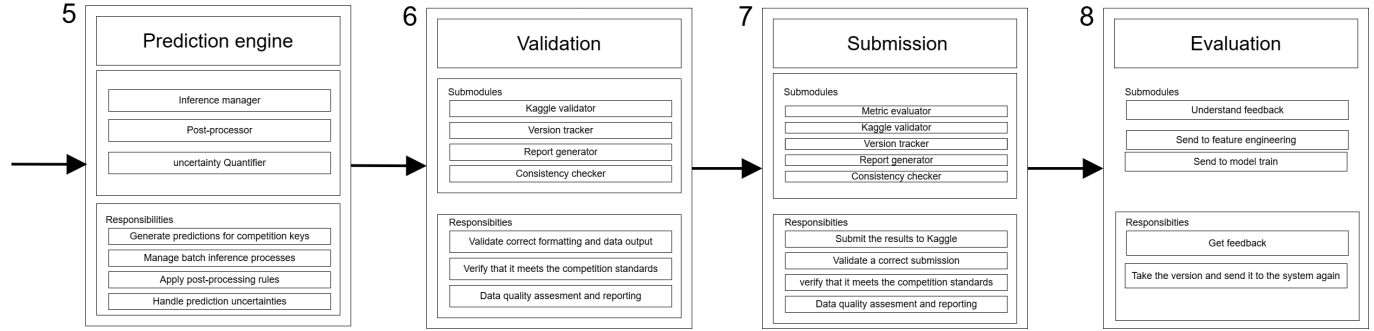 5
Prediction engine
Inference manager
Post-processor
uncertainty Quantifier
Responsibilities
Generate predictions for competition keys
Manage batch inference processes
Apply post-processing rules
Handle prediction uncertainties
6
Validation
Submodules
Kaggle validator
Version tracker
Report generator
Consistency checker
Responsibities
Validate correct formatting and data output
Verify that it meets the competition standards
Data quality assesment and reporting
7
Submission
Submodules
Metric evaluator
Kaggle validator
Version tracker
Report generator
Consistency checker
Responsibities
Submit the results to Kaggle
Validate a correct submission
verify that it meets the competition standards
Data quality assesment and reporting
8
Evaluation
Submodules
Understand feedback
Send to feature engineering
Send to model train
Responsibities
Get feedback
Take the version and send it to the system again